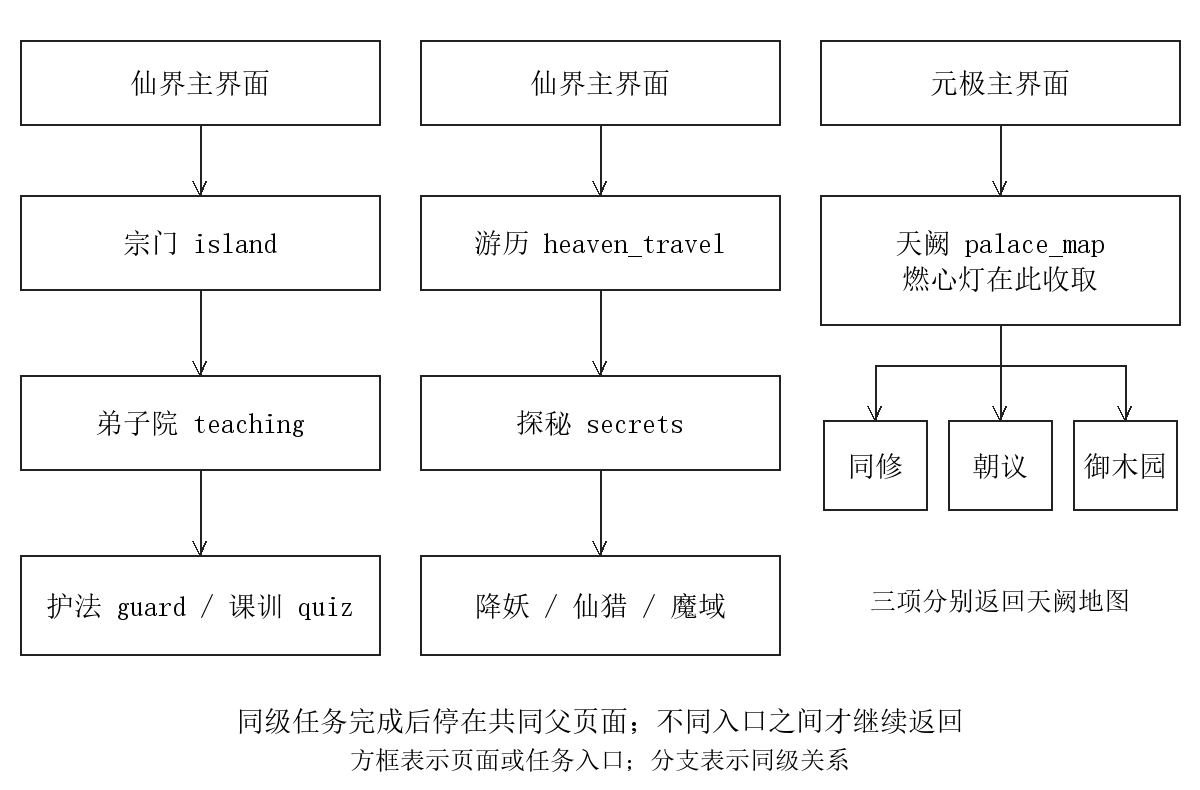 仙界主界面
宗门 island
弟子院 teaching
护法 guard / 课训 quiz
仙界主界面
游历 heaven_travel
探秘 secrets
降妖 / 仙猎 / 魔域
元极主界面
天阙 palace_map
燃心灯在此收取
同修
朝议
御木园
三项分别返回天阙地图
同级任务完成后停在共同父页面；不同入口之间才继续返回
方框表示页面或任务入口；分支表示同级关系